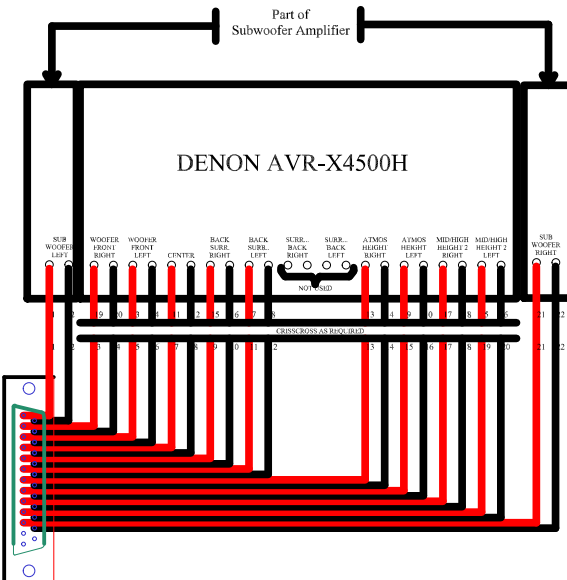 Part of
Subwoofer Amplifier
DENON AVR-X4500H
SUB
WOOFER
LEFT
WOOFER
FRONT
RIGHT
WOOFER
FRONT
LEFT
CENTER
BACK
SURR.
RIGHT
BACK
SURR.
LEFT
SURR..
BACK
RIGHT
SURR..
BACK
LEFT
ATMOS
HEIGHT
RIGHT
ATMOS
HEIGHT
LEFT
MID/HIGH
HEIGHT 2
RIGHT
MID/HIGH
HEIGHT 2
LEFT
SUB
WOOFER
RIGHT
NOT USED
CRISSCROSS AS REQUIRED